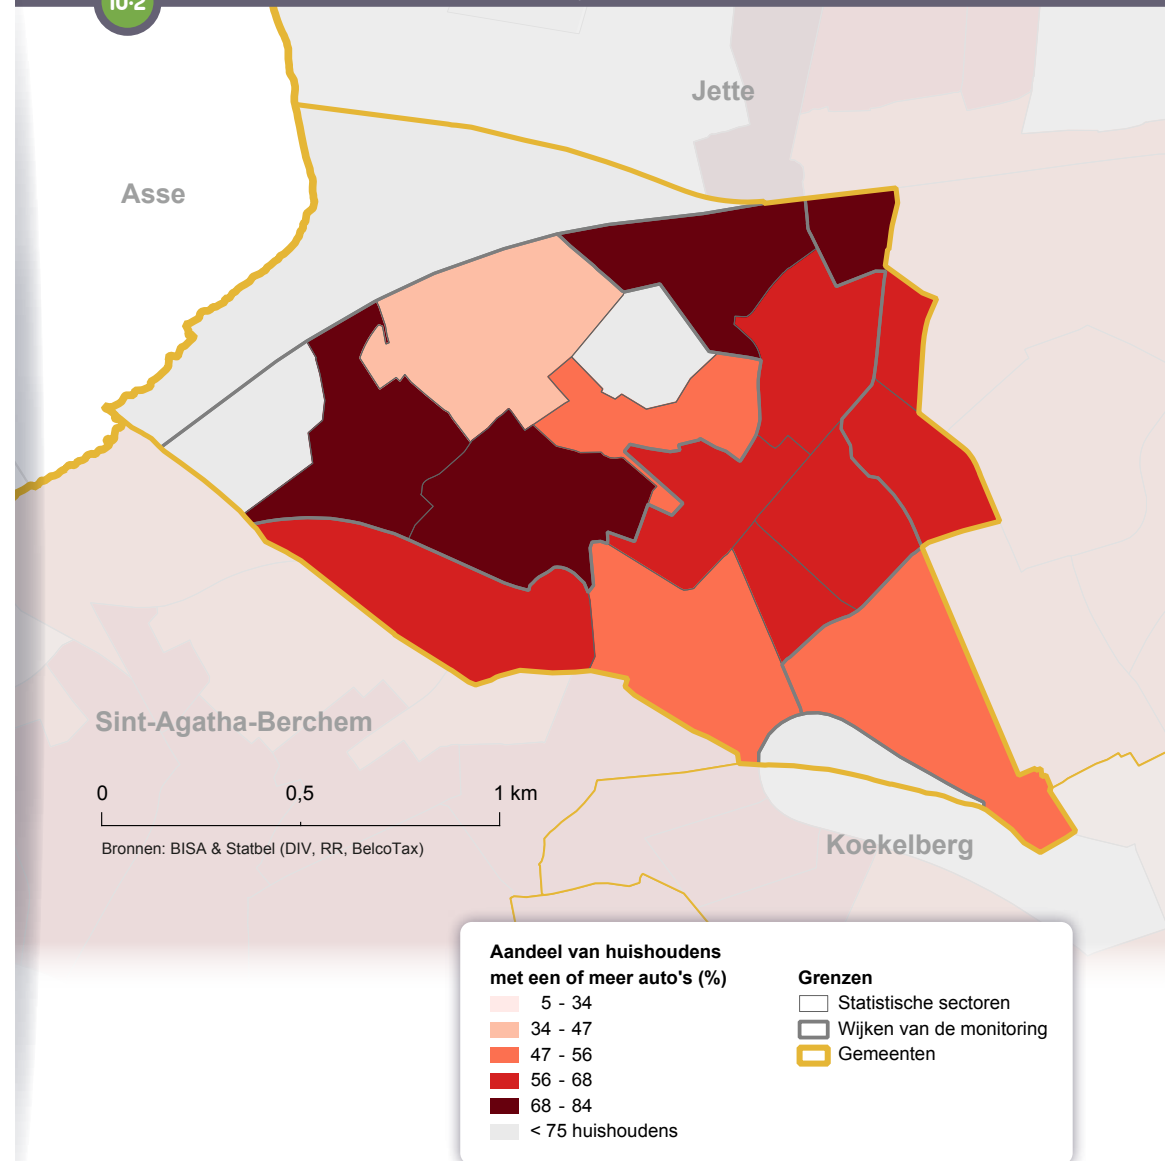 10.2
Jette
Asse
Sint-Agatha-Berchem
0 0,5 1 km
Bronnen: BISA & Statbel (DIV, RR, BelcoTax)
Koekelberg
Aandeel van huishoudens
met een of meer auto's (%)
5 - 34
34 - 47
47 - 56
56 - 68
68 - 84
< 75 huishoudens
Grenzen
Statistische sectoren
Wijken van de monitoring
Gemeenten